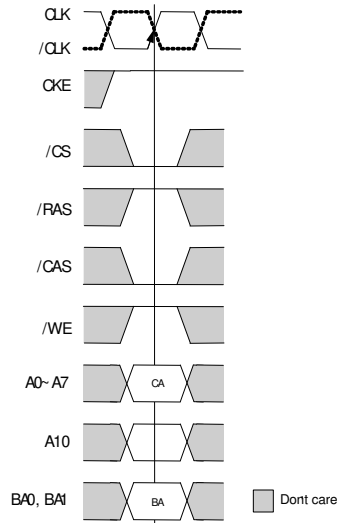 CLK
/CLK
CKE
/CS
/RAS
/CAS
/WE
A0~A7
CA
A10
BA0, BA1
BA
Dont care